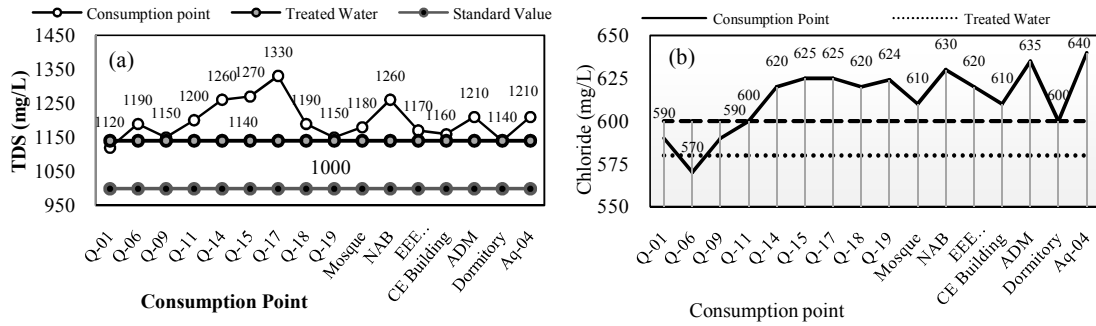 Consumption point Treated Water Standard Value
(a)
TDS (mg/L)
1450
1350
1250
1150
1050
950
1120 1190 1150 1200 1260 1270 1330 1190 1150 1180 1260 1170 1160 1210 1140 1210
1140
1000
Q-01 Q-06 Q-09 Q-11 Q-14 Q-15 Q-17 Q-18 Q-19 Mosque NAB EEE.. CE Building ADM Dormitory Aq-04
Consumption Point
Consumption Point Treated Water
(b)
Chloride (mg/L)
650
625
600
575
550
590 570 590 600 620 625 625 620 624 610 630 620 610 635 600 640
Q-01 Q-06 Q-09 Q-11 Q-14 Q-15 Q-17 Q-18 Q-19 Mosque NAB EEE.. CE Building ADM Dormitory Aq-04
Consumption point